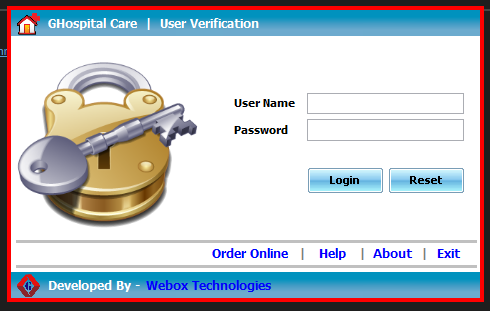 GHospital Care | User Verification
User Name
Password
Login Reset
Order Online | Help | About | Exit
Developed By - Webox Technologies